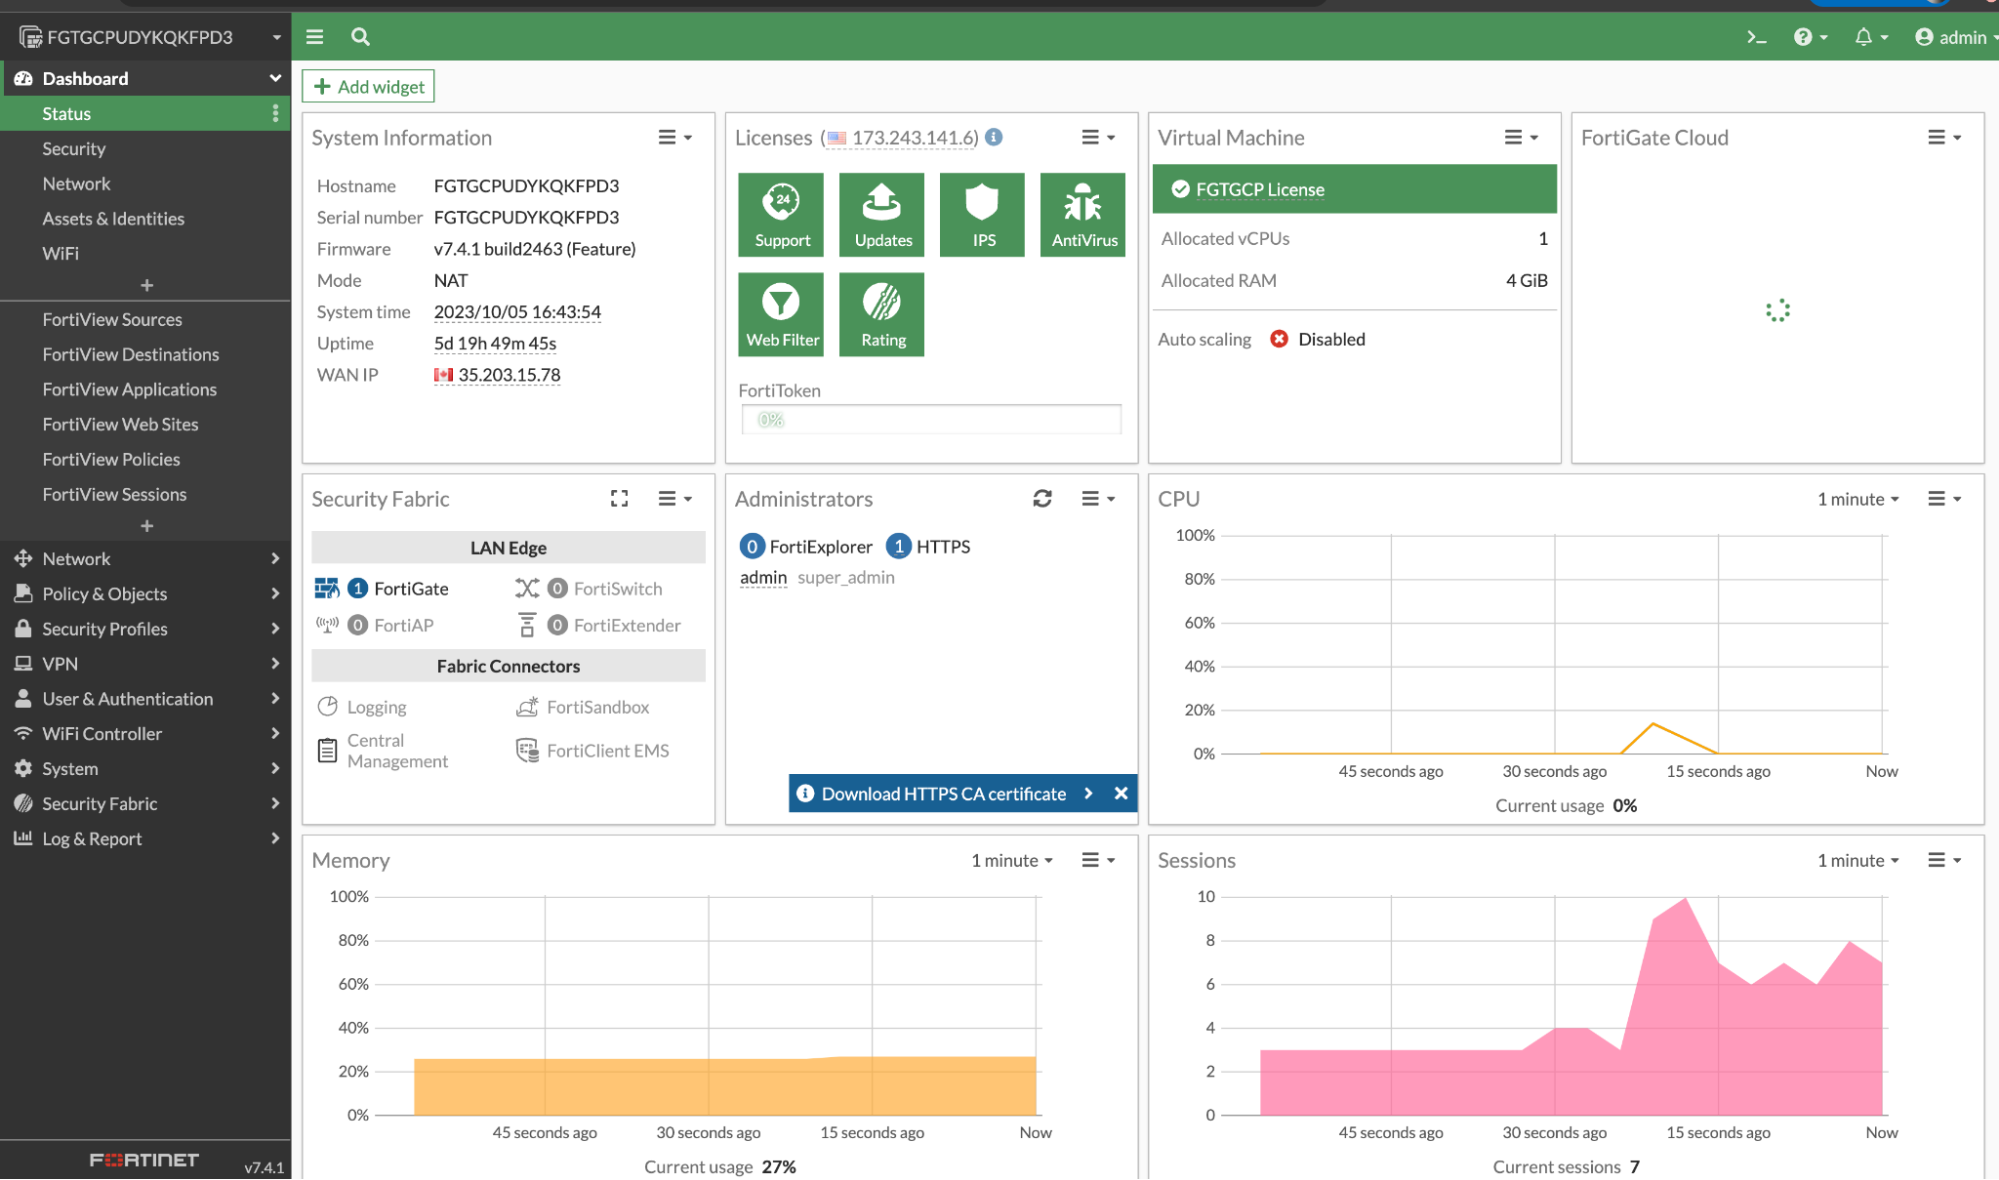 FGTGCPUDYKQKFPD3
admin
Dashboard
Status
Security
Network
Assets & Identities
WiFi
+
FortiView Sources
FortiView Destinations
FortiView Applications
FortiView Web Sites
FortiView Policies
FortiView Sessions
+
Network
Policy & Objects
Security Profiles
VPN
User & Authentication
WiFi Controller
System
Security Fabric
Log & Report
FORTINET
v7.4.1
+ Add widget
System Information
Hostname FGTGCPUDYKQKFPD3
Serial number FGTGCPUDYKQKFPD3
Firmware v7.4.1 build2463 (Feature)
Mode NAT
System time 2023/10/05 16:43:54
Uptime 5d 19h 49m 45s
WAN IP 35.203.15.78
Licenses (173.243.141.6)
24
Support Updates IPS AntiVirus
Web Filter Rating
FortiToken
0%
Virtual Machine
FGTGCP License
Allocated vCPUs 1
Allocated RAM 4 GiB
Auto scaling Disabled
FortiGate Cloud
Security Fabric
LAN Edge
1 FortiGate 0 FortiSwitch
0 FortiAP 0 FortiExtender
Fabric Connectors
Logging FortiSandbox
Central
Management
FortiClient EMS
Administrators
0 FortiExplorer 1 HTTPS
admin super_admin
Download HTTPS CA certificate
CPU
1 minute
100%
80%
60%
40%
20%
0%
45 seconds ago 30 seconds ago 15 seconds ago Now
Current usage 0%
Memory
1 minute
100%
80%
60%
40%
20%
0%
45 seconds ago 30 seconds ago 15 seconds ago Now
Current usage 27%
Sessions
1 minute
10
8
6
4
2
0
45 seconds ago 30 seconds ago 15 seconds ago Now
Current sessions 7